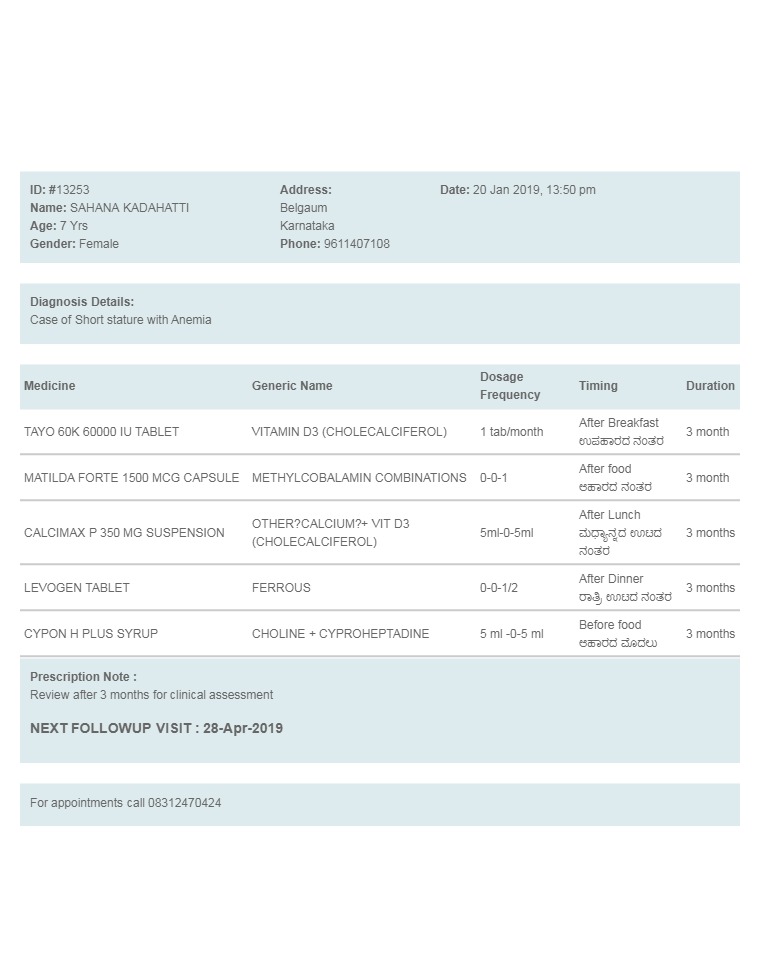 ID: #13253
Name: SAHANA KADAHATTI
Age: 7 Yrs
Gender: Female
Address:
Belgaum
Karnataka
Phone: 9611407108
Date: 20 Jan 2019, 13:50 pm
Diagnosis Details:
Case of Short stature with Anemia
Medicine Generic Name Dosage Frequency Timing Duration
TAYO 60K 60000 IU TABLET VITAMIN D3 (CHOLECALCIFEROL) 1 tab/month After Breakfast 3 month
ಉಪಹಾರದ ನಂತರ
MATILDA FORTE 1500 MCG CAPSULE METHYLCOBALAMIN COMBINATIONS 0-0-1 After food 3 month
ಆಹಾರದ ನಂತರ
CALCIMAX P 350 MG SUSPENSION OTHER?CALCIUM?+ VIT D3 (CHOLECALCIFEROL) 5ml-0-5ml After Lunch 3 months
ಮಧ್ಯಾನ್ನದ ಊಟದ
ನಂತರ
LEVOGEN TABLET FERROUS 0-0-1/2 After Dinner 3 months
ರಾತ್ರಿ ಊಟದ ನಂತರ
CYPON H PLUS SYRUP CHOLINE + CYPROHEPTADINE 5 ml -0-5 ml Before food 3 months
ಆಹಾರದ ಮೊದಲು
Prescription Note :
Review after 3 months for clinical assessment
NEXT FOLLOWUP VISIT : 28-Apr-2019
For appointments call 08312470424